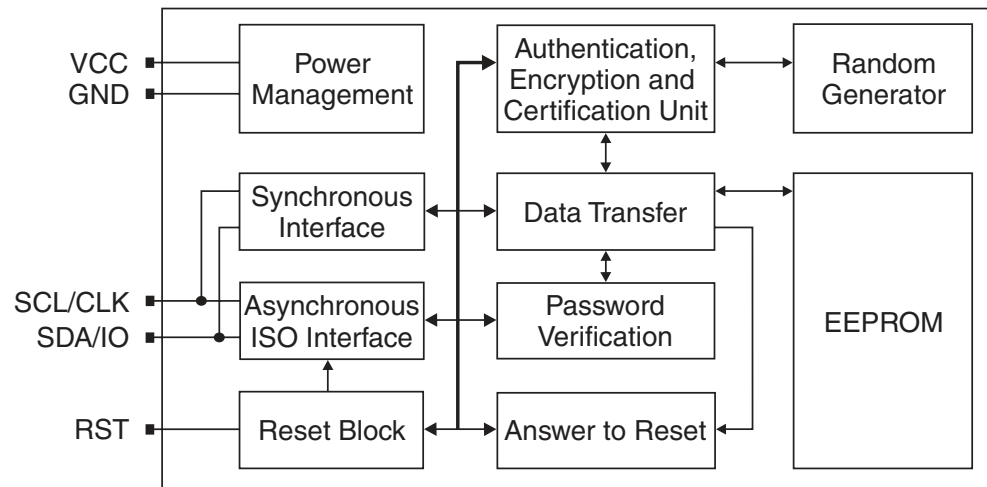 VCC
GND
Power
Management
Authentication,
Encryption and
Certification Unit
Random
Generator
Synchronous
Interface
Data Transfer
SCL/CLK
SDA/IO
Asynchronous
ISO Interface
Password
Verification
EEPROM
RST
Reset Block
Answer to Reset